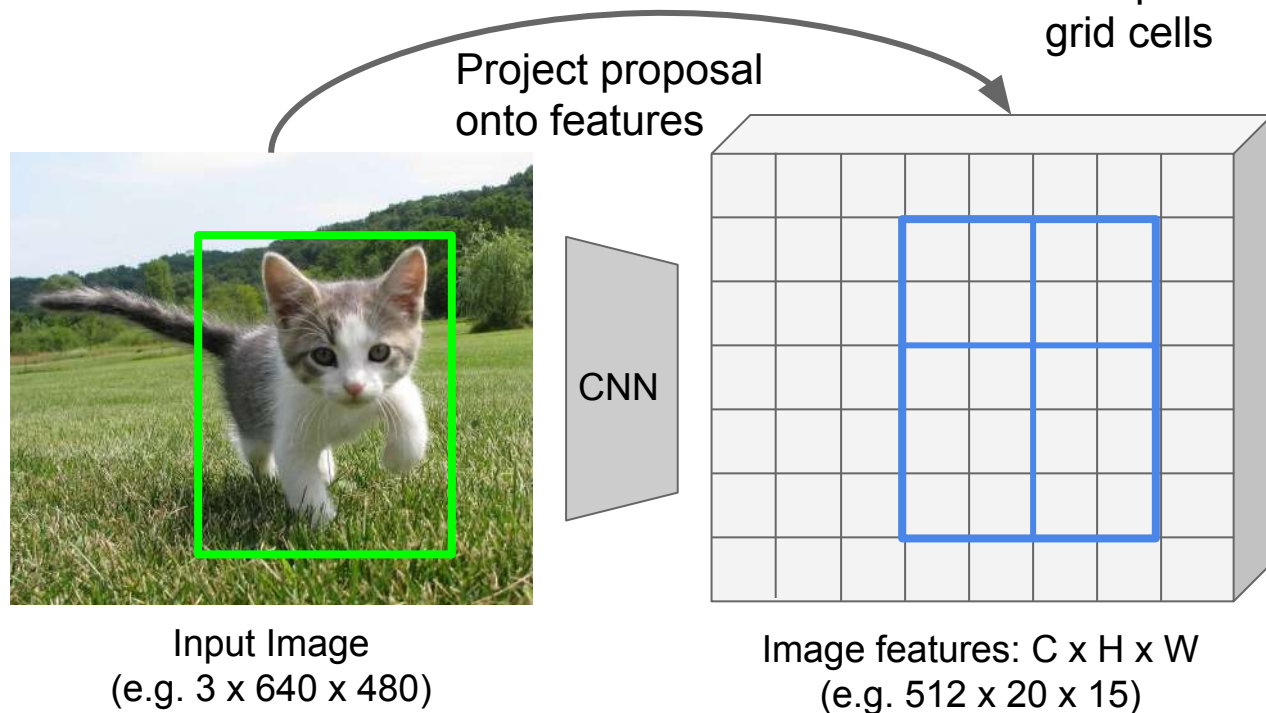 grid cells
Project proposal
onto features
CNN
Input Image
(e.g. 3 x 640 x 480)
Image features: C x H x W
(e.g. 512 x 20 x 15)